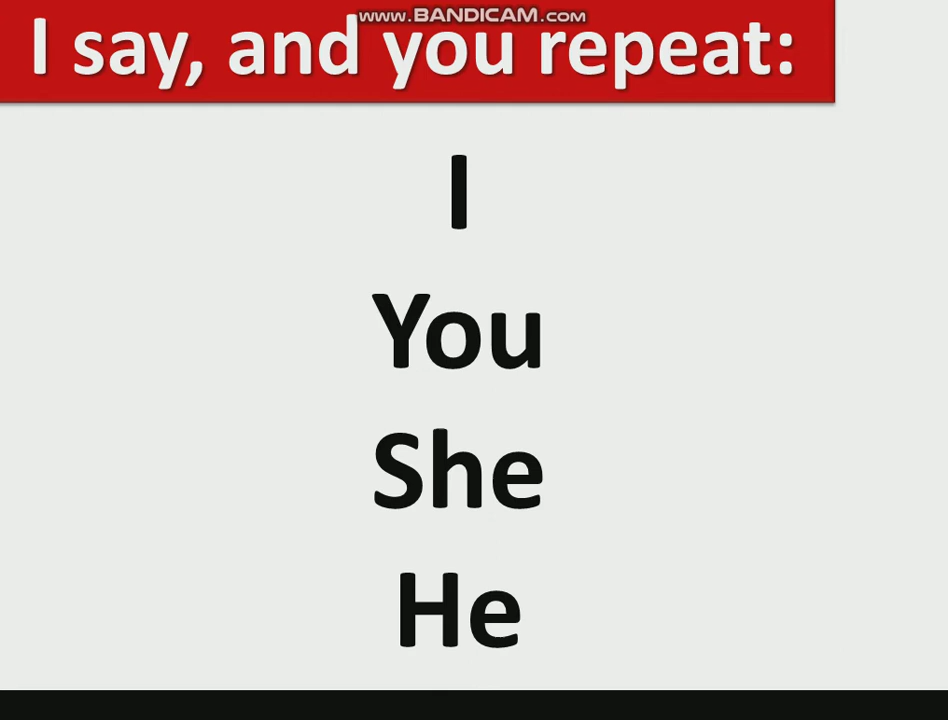 www.BANDICAM.com
I say, and you repeat:
I
You
She
He